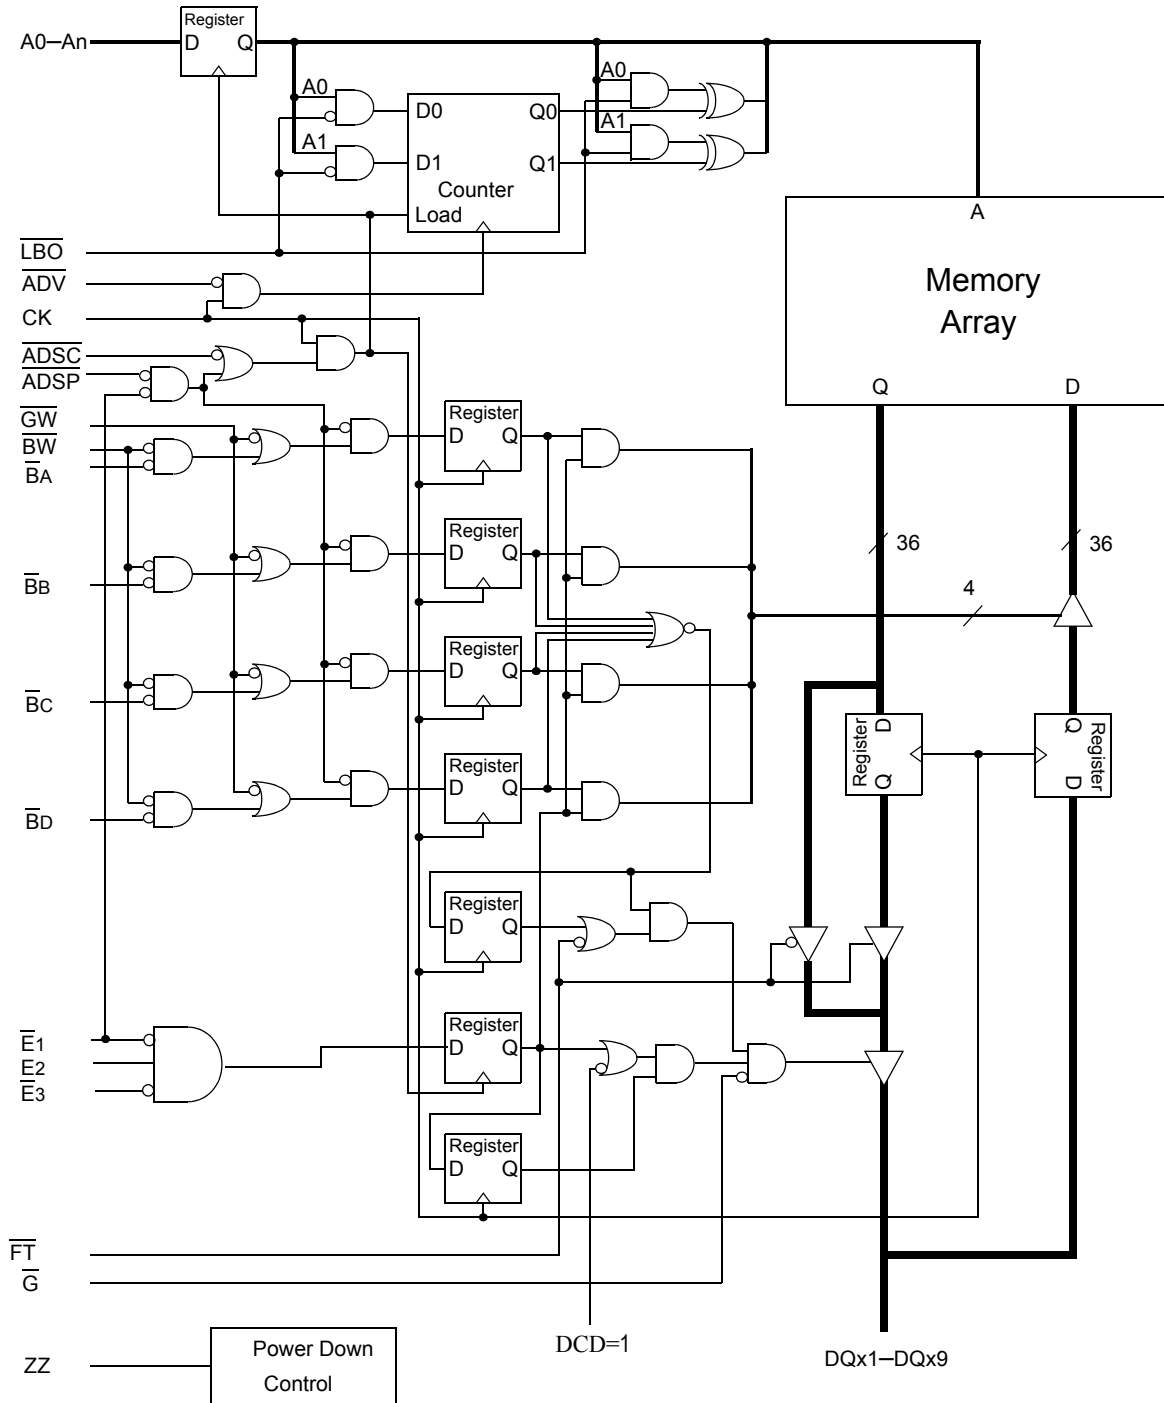 Register
A0–An
D Q
A0
A0
D0 Q0
A1
A1
D1 Q1
Counter
Load
A
LBO
ADV
Memory
CK
Array
ADSC
ADSP
Q D
GW
Register
BW
D Q
BA
36 36
Register
D Q
BB
4
Register
D Q
BC
D Q
Register
Register
Q D
Register
D Q
BD
Register
D Q
Register
E1
D Q
E2
E3
Register
D Q
FT
G
DCD=1
Power Down
ZZ
Control
DQx1–DQx9